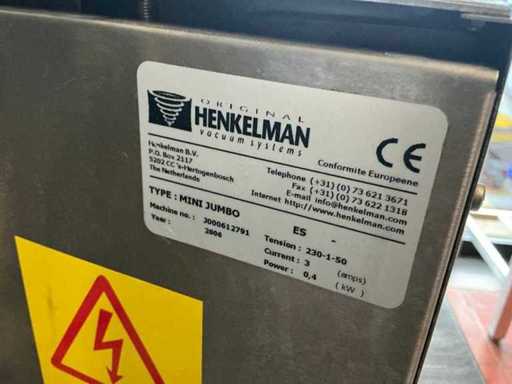 ORIGINAL
HENKELMAN
vacuum systems
Conformite Europeene
CE
Henkelman B.V.
P.O. Box 2117
5202 CC 's-Hertogenbosch
The Netherlands
Telephone (+31) (0) 73 621 3671
Fax (+31) (0) 73 622 1318
E-mail info@henkelman.com
Internet http://www.henkelman.com
TYPE : MINI JUMBO
ES -
Machine no. : J000612791
Year : 2006
Tension : 230-1-50
Current : 3 (amps)
Power : 0,4 (kW)